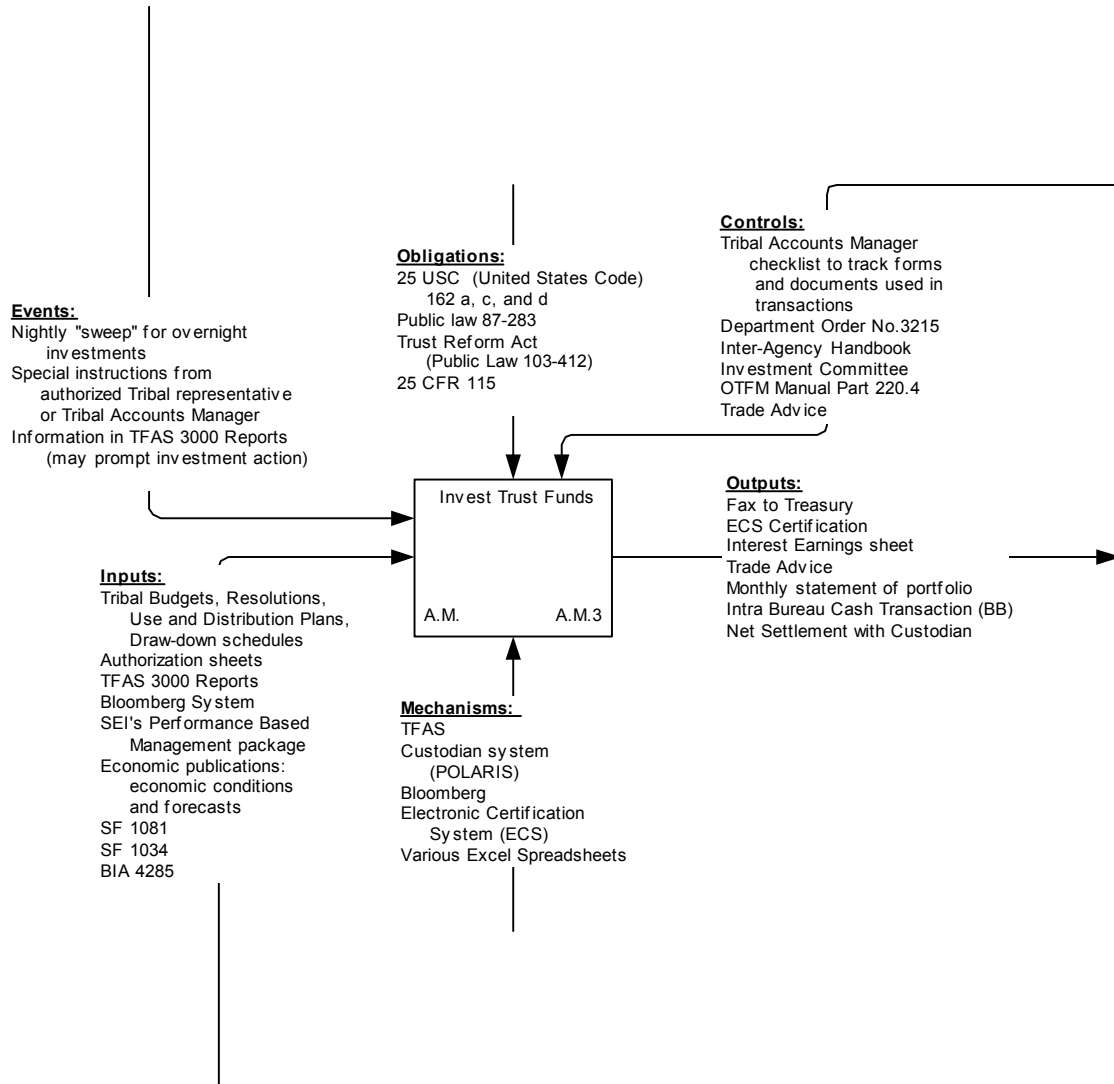 Events:
Nightly "sweep" for overnight
investments
Special instructions from
authorized Tribal representative
or Tribal Accounts Manager
Information in TFAS 3000 Reports
(may prompt investment action)
Obligations:
25 USC (United States Code)
162 a, c, and d
Public law 87-283
Trust Reform Act
(Public Law 103-412)
25 CFR 115
Controls:
Tribal Accounts Manager
checklist to track forms
and documents used in
transactions
Department Order No.3215
Inter-Agency Handbook
Investment Committee
OTFM Manual Part 220.4
Trade Advice
Invest Trust Funds
A.M. A.M.3
Inputs:
Tribal Budgets, Resolutions,
Use and Distribution Plans,
Draw-down schedules
Authorization sheets
TFAS 3000 Reports
Bloomberg System
SEI's Performance Based
Management package
Economic publications:
economic conditions
and forecasts
SF 1081
SF 1034
BIA 4285
Mechanisms:
TFAS
Custodian system
(POLARIS)
Bloomberg
Electronic Certification
System (ECS)
Various Excel Spreadsheets
Outputs:
Fax to Treasury
ECS Certification
Interest Earnings sheet
Trade Advice
Monthly statement of portfolio
Intra Bureau Cash Transaction (BB)
Net Settlement with Custodian